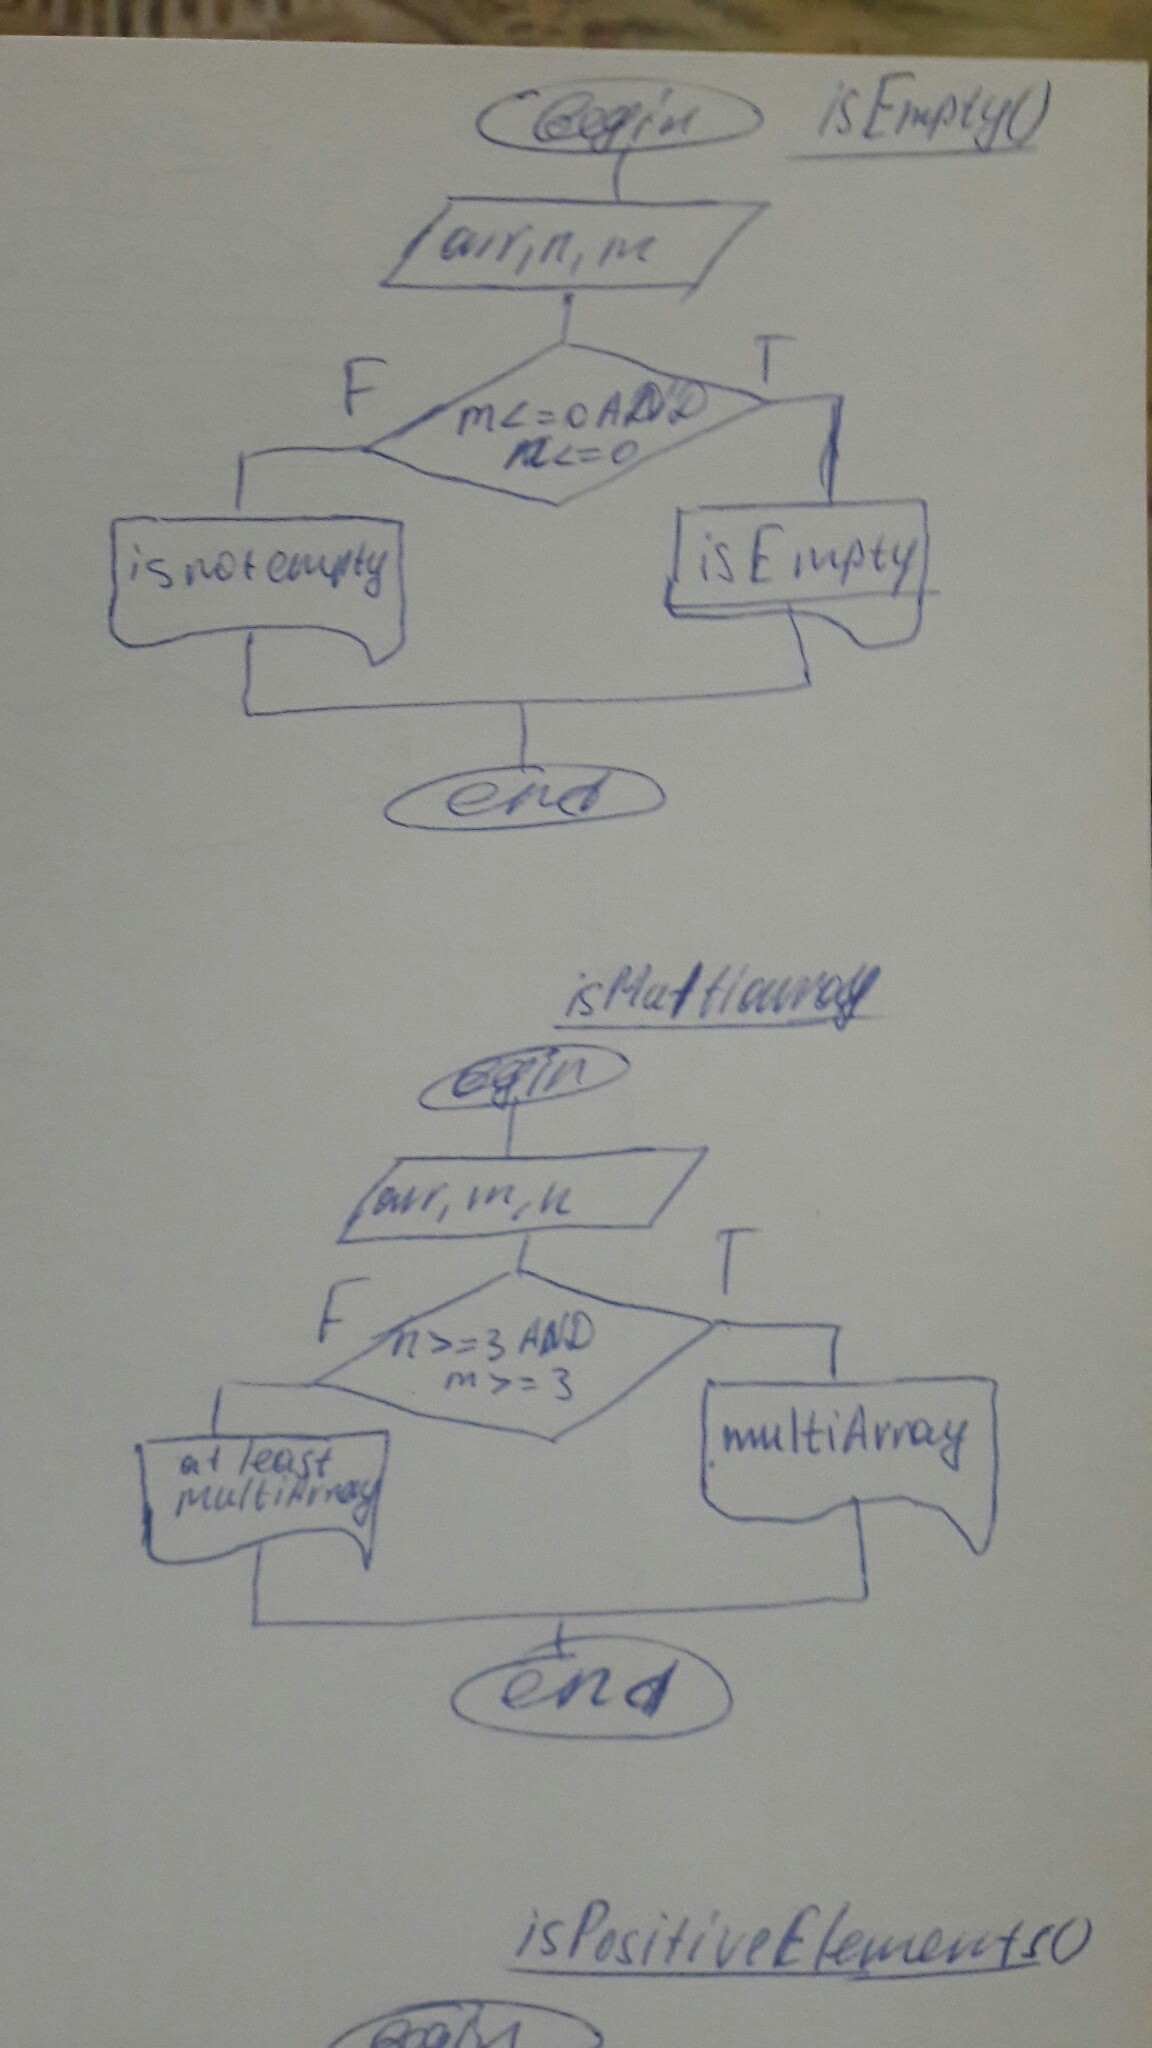 isEmpty()
Begin
arr, n, m
F
T
m<=0 AND
n<=0
is not empty
isEmpty
end
isMultiarray
Begin
arr, m, n
F
T
n>=3 AND
m>=3
at least
multiArray
multiArray
end
isPositiveElements()
Begin